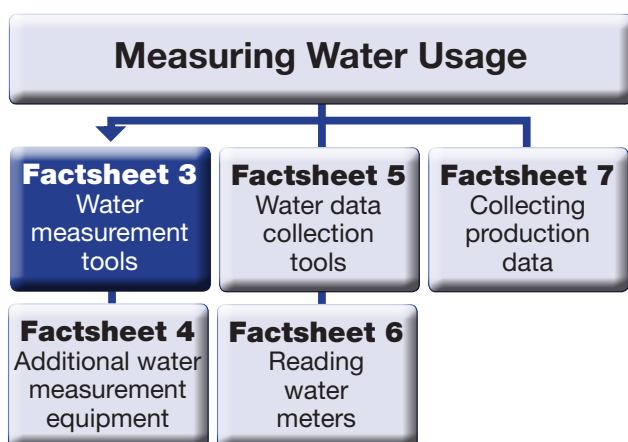 Measuring Water Usage
Factsheet 3
Water
measurement
tools
Factsheet 5
Water data
collection
tools
Factsheet 7
Collecting
production
data
Factsheet 4
Additional water
measurement
equipment
Factsheet 6
Reading
water
meters